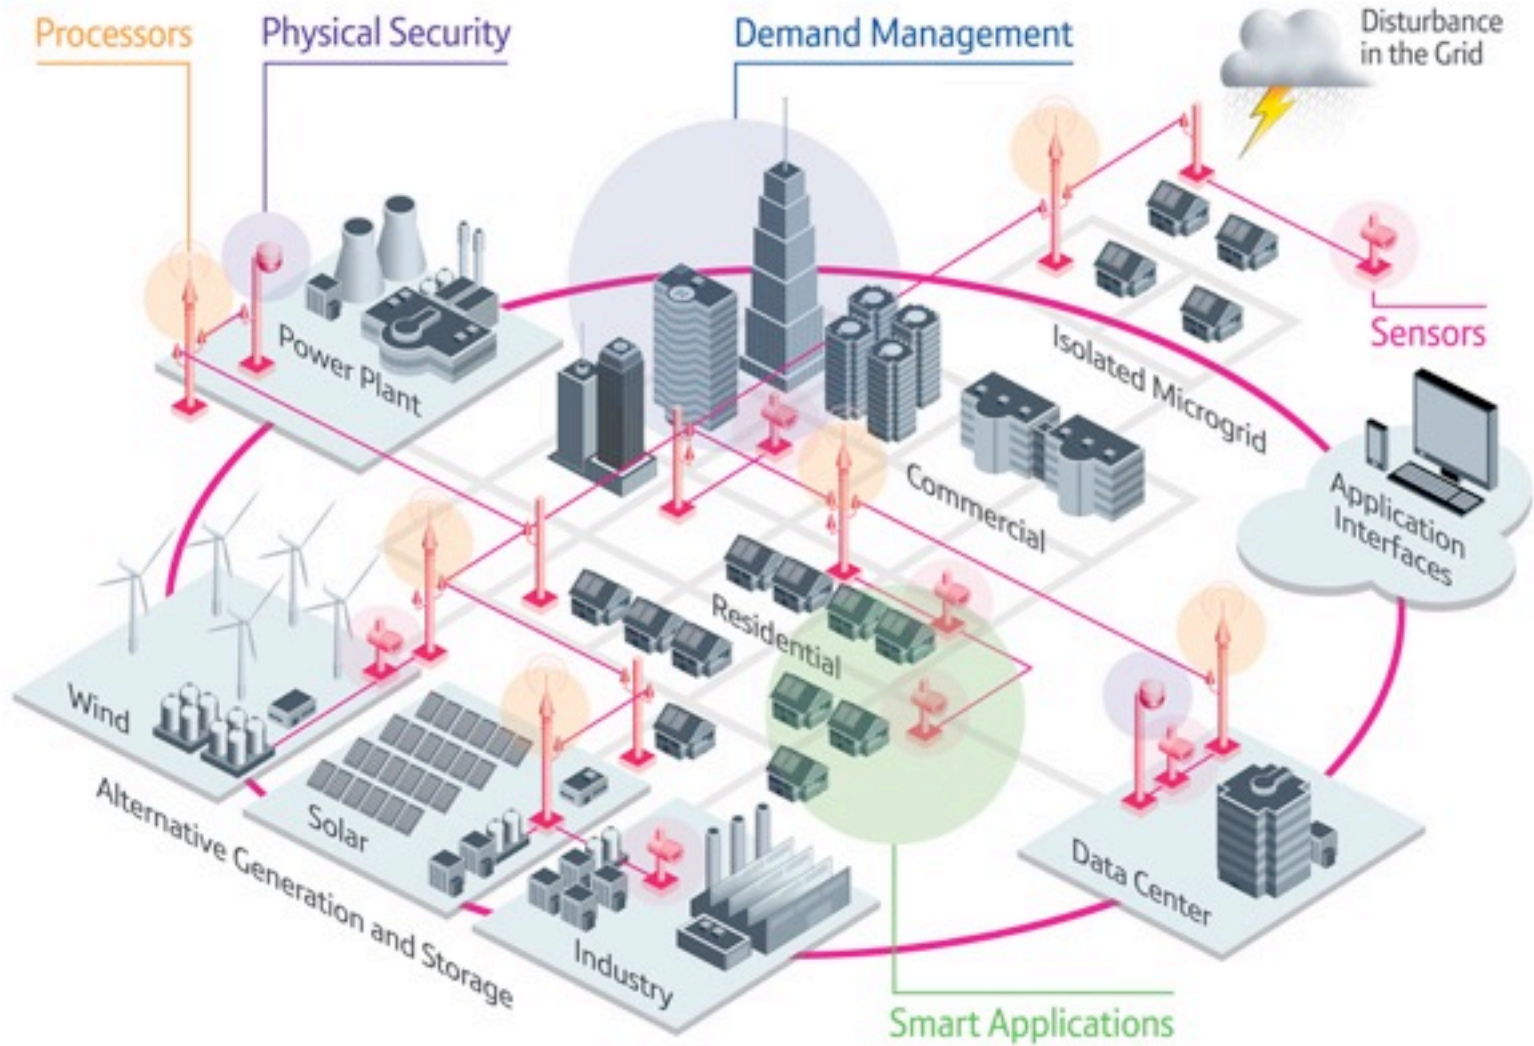 Processors
Physical Security
Demand Management
Disturbance
in the Grid
Sensors
Power Plant
Isolated Microgrid
Commercial
Application
Interfaces
Residential
Wind
Solar
Alternative Generation and Storage
Industry
Data Center
Smart Applications